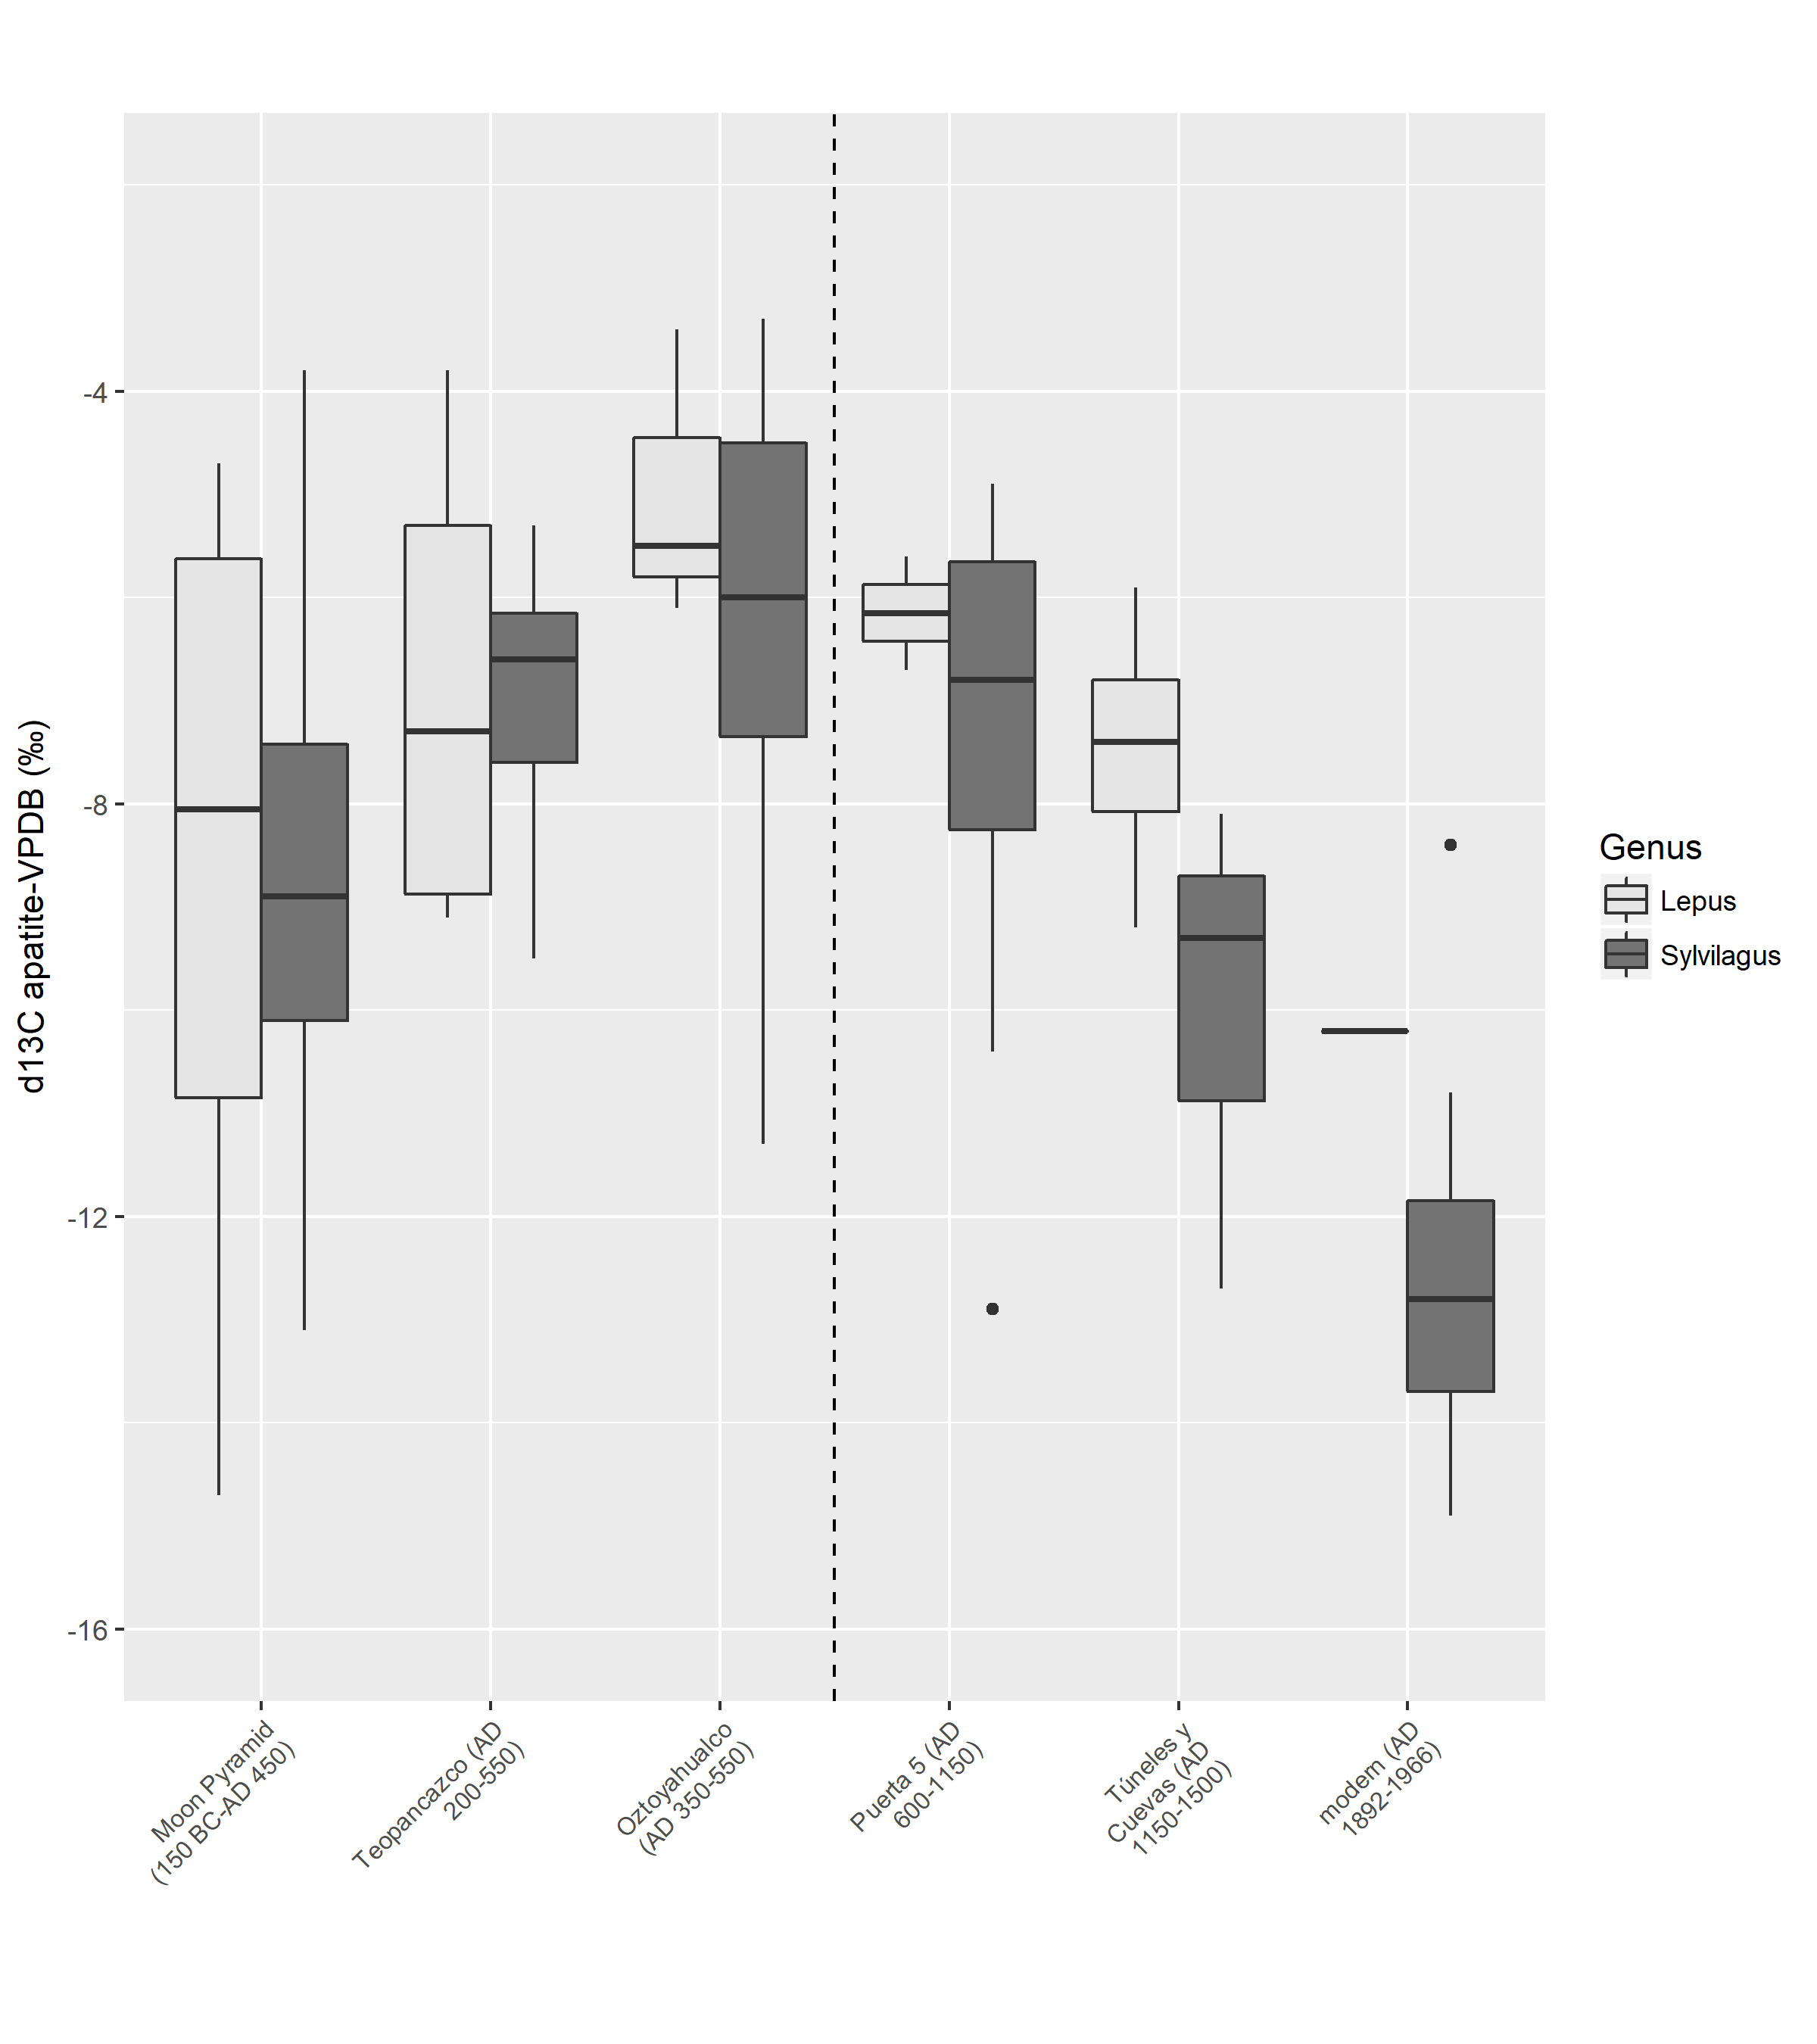 d13C apatite-VPDB (‰)
-4
-8
-12
-16
Moon Pyramid
(150 BC-AD 450)
Teopancazco (AD
200-550)
Oztoyahualco
(AD 350-550)
Puerta 5 (AD
600-1150)
Túneles y
Cuevas (AD
1150-1500)
modern (AD
1892-1966)
Genus
Lepus
Sylvilagus